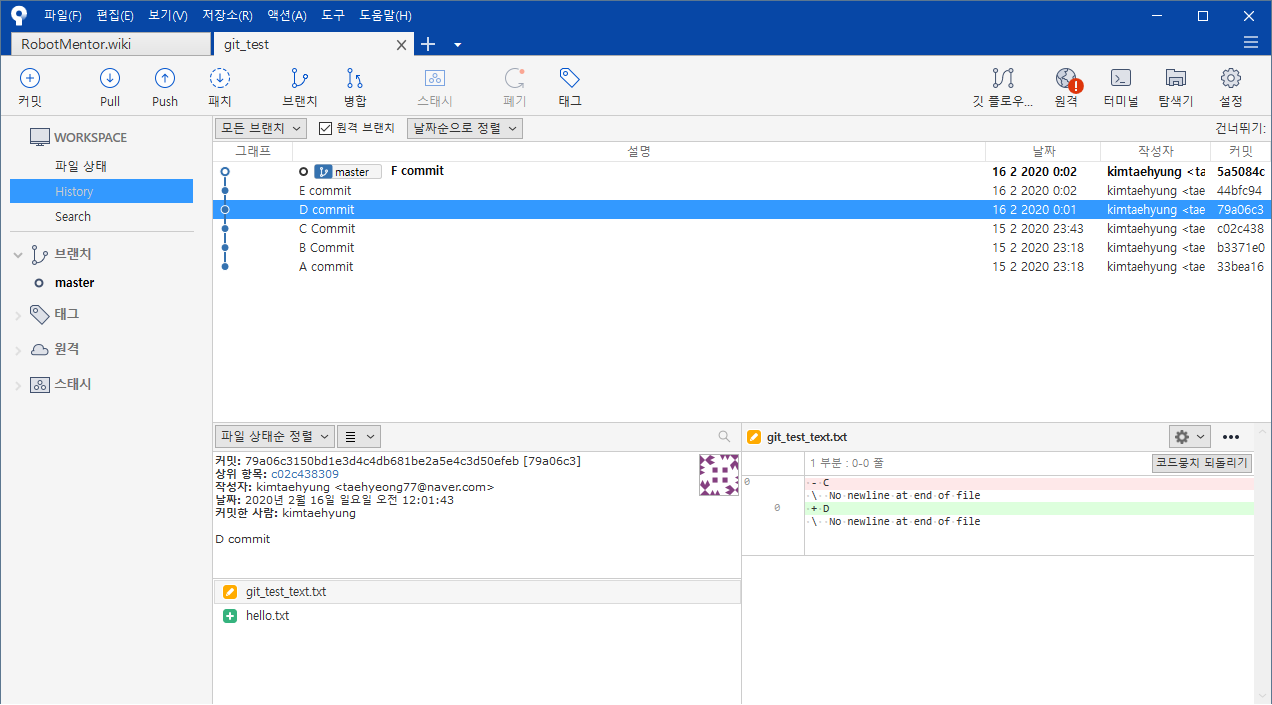 파일(F) 편집(E) 보기(V) 저장소(R) 액션(A) 도구 도움말(H)
RobotMentor.wiki git_test
커밋 Pull Push 패치 브랜치 병합 스태시 폐기 태그 깃 플로우... 원격 터미널 탐색기 설정
WORKSPACE
파일 상태
History
Search
브랜치
master
태그
원격
스태시
모든 브랜치 원격 브랜치 날짜순으로 정렬 건너뛰기:
그래프 설명 날짜 작성자 커밋
master F commit 16 2 2020 0:02 kimtaehyung <ta 5a5084c
E commit 16 2 2020 0:02 kimtaehyung <tae 44bfc94
D commit 16 2 2020 0:01 kimtaehyung <tae 79a06c3
C Commit 15 2 2020 23:43 kimtaehyung <tae c02c438
B Commit 15 2 2020 23:18 kimtaehyung <tae b3371e0
A commit 15 2 2020 23:18 kimtaehyung <tae 33bea16
파일 상태순 정렬
커밋: 79a06c3150bd1e3d4c4db681be2a5e4c3d50efeb [79a06c3]
상위 항목: c02c438309
작성자: kimtaehyung <taehyeong77@naver.com>
날짜: 2020년 2월 16일 일요일 오전 12:01:43
커밋한 사람: kimtaehyung
D commit
git_test_text.txt
hello.txt
git_test_text.txt
1 부분 : 0-0 줄 코드뭉치 되돌리기
0 - C
\ No newline at end of file
0 + D
\ No newline at end of file